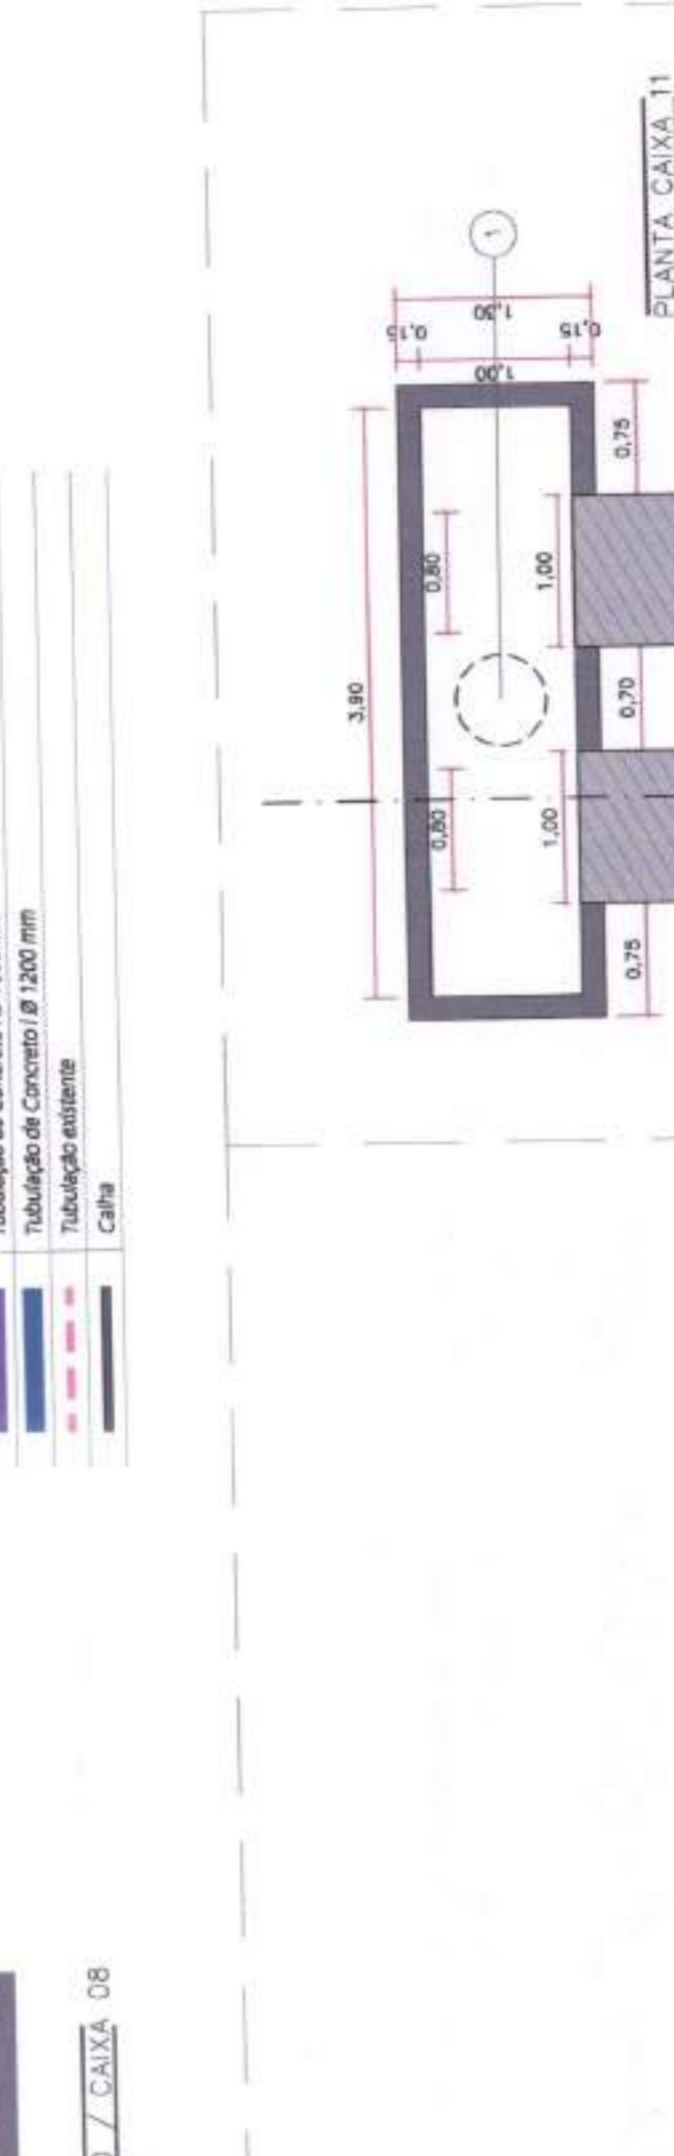 Tubulação de Concreto | Ø 1200 mm
Tubulação existente
Calha
PLANTA CAIXA 11
1
1,30
0,15
0,15
1,00
0,75
0,80
1,00
3,90
0,70
0,80
1,00
0,75
/ CAIXA 08